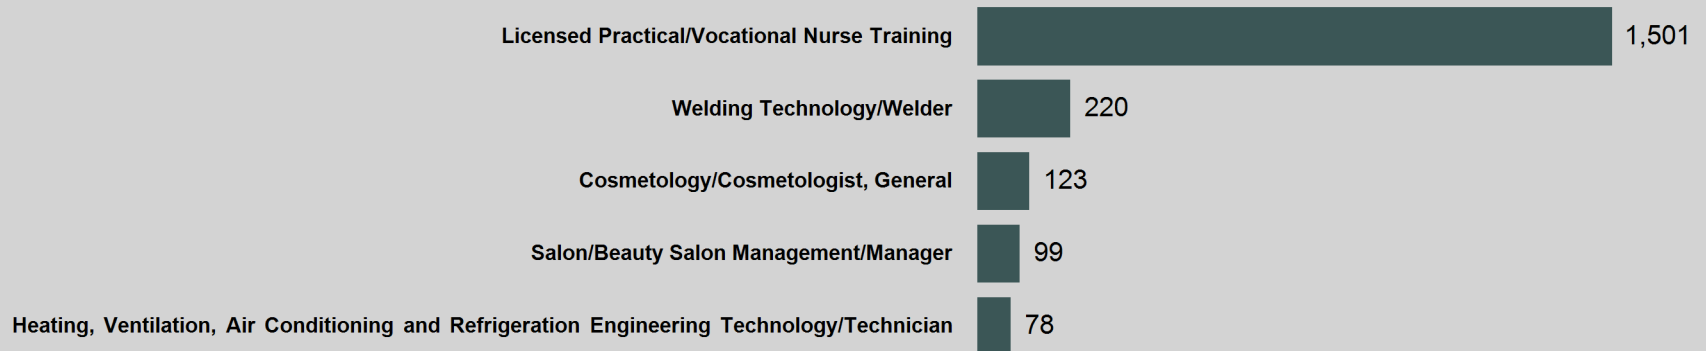 Licensed Practical/Vocational Nurse Training 1,501
Welding Technology/Welder 220
Cosmetology/Cosmetologist, General 123
Salon/Beauty Salon Management/Manager 99
Heating, Ventilation, Air Conditioning and Refrigeration Engineering Technology/Technician 78